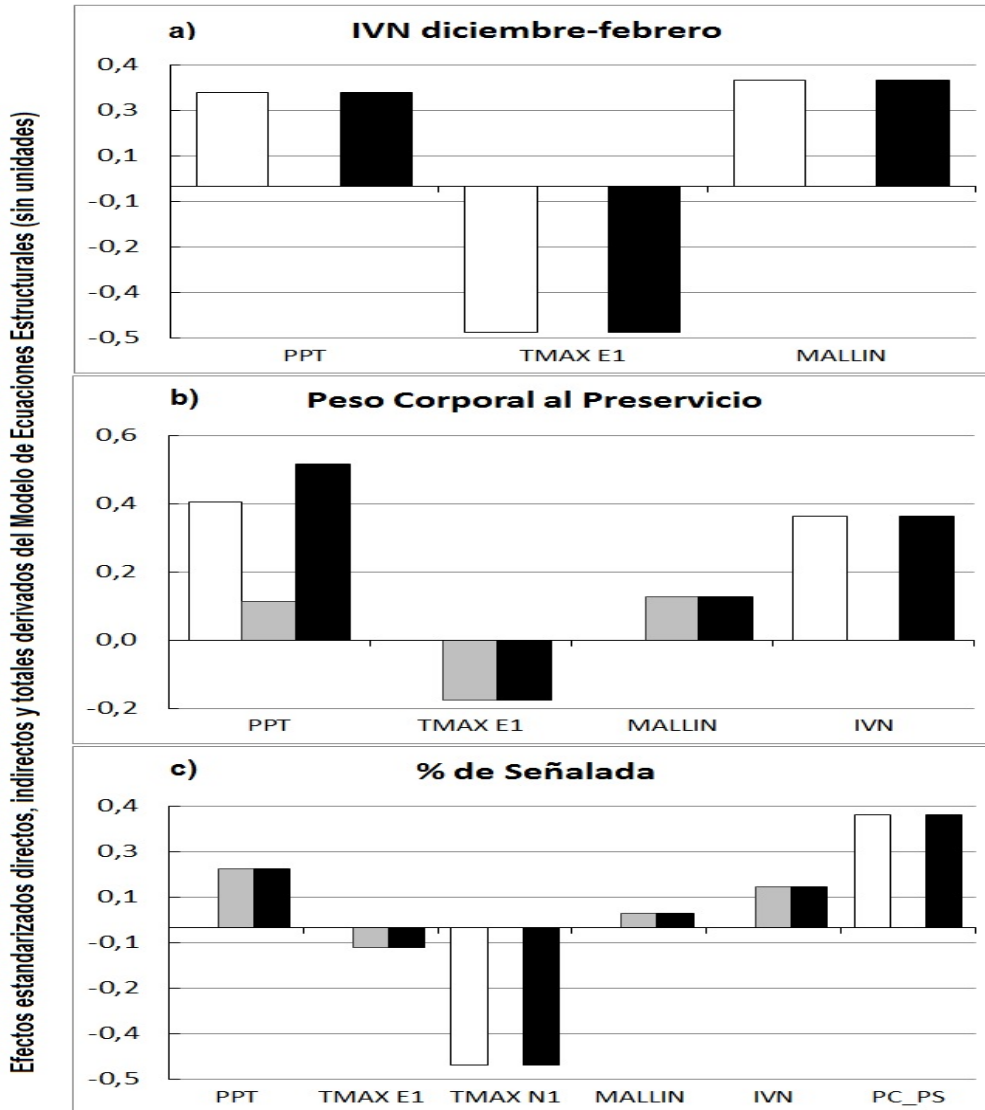 Efectos estandarizados directos, indirectos y totales derivados del Modelo de Ecuaciones Estructurales (sin unidades)
a) IVN diciembre-febrero
0,4
0,3
0,1
-0,1
-0,2
-0,4
-0,5
PPT TMAX E1 MALLIN
b) Peso Corporal al Preservicio
0,6
0,4
0,2
0,0
-0,2
PPT TMAX E1 MALLIN IVN
c) % de Señalada
0,4
0,3
0,1
-0,1
-0,2
-0,4
-0,5
PPT TMAX E1 TMAX N1 MALLIN IVN PC_PS